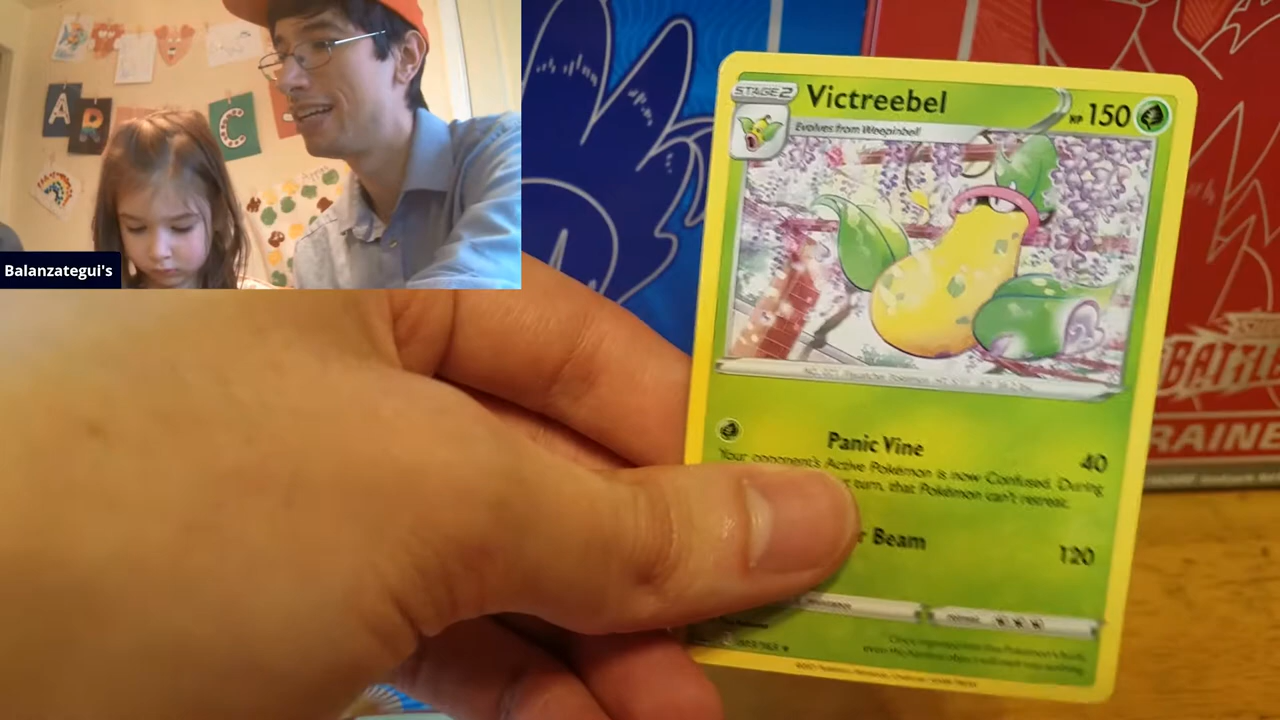 A
R
C
Balanzategui's
STAGE 2
Victreebel
HP 150
Evolves from Weepinbell
Panic Vine 40
Your opponent's Active Pokémon is now Confused. During
turn, that Pokémon can't retreat.
r Beam 120
BATTLE
RAINE